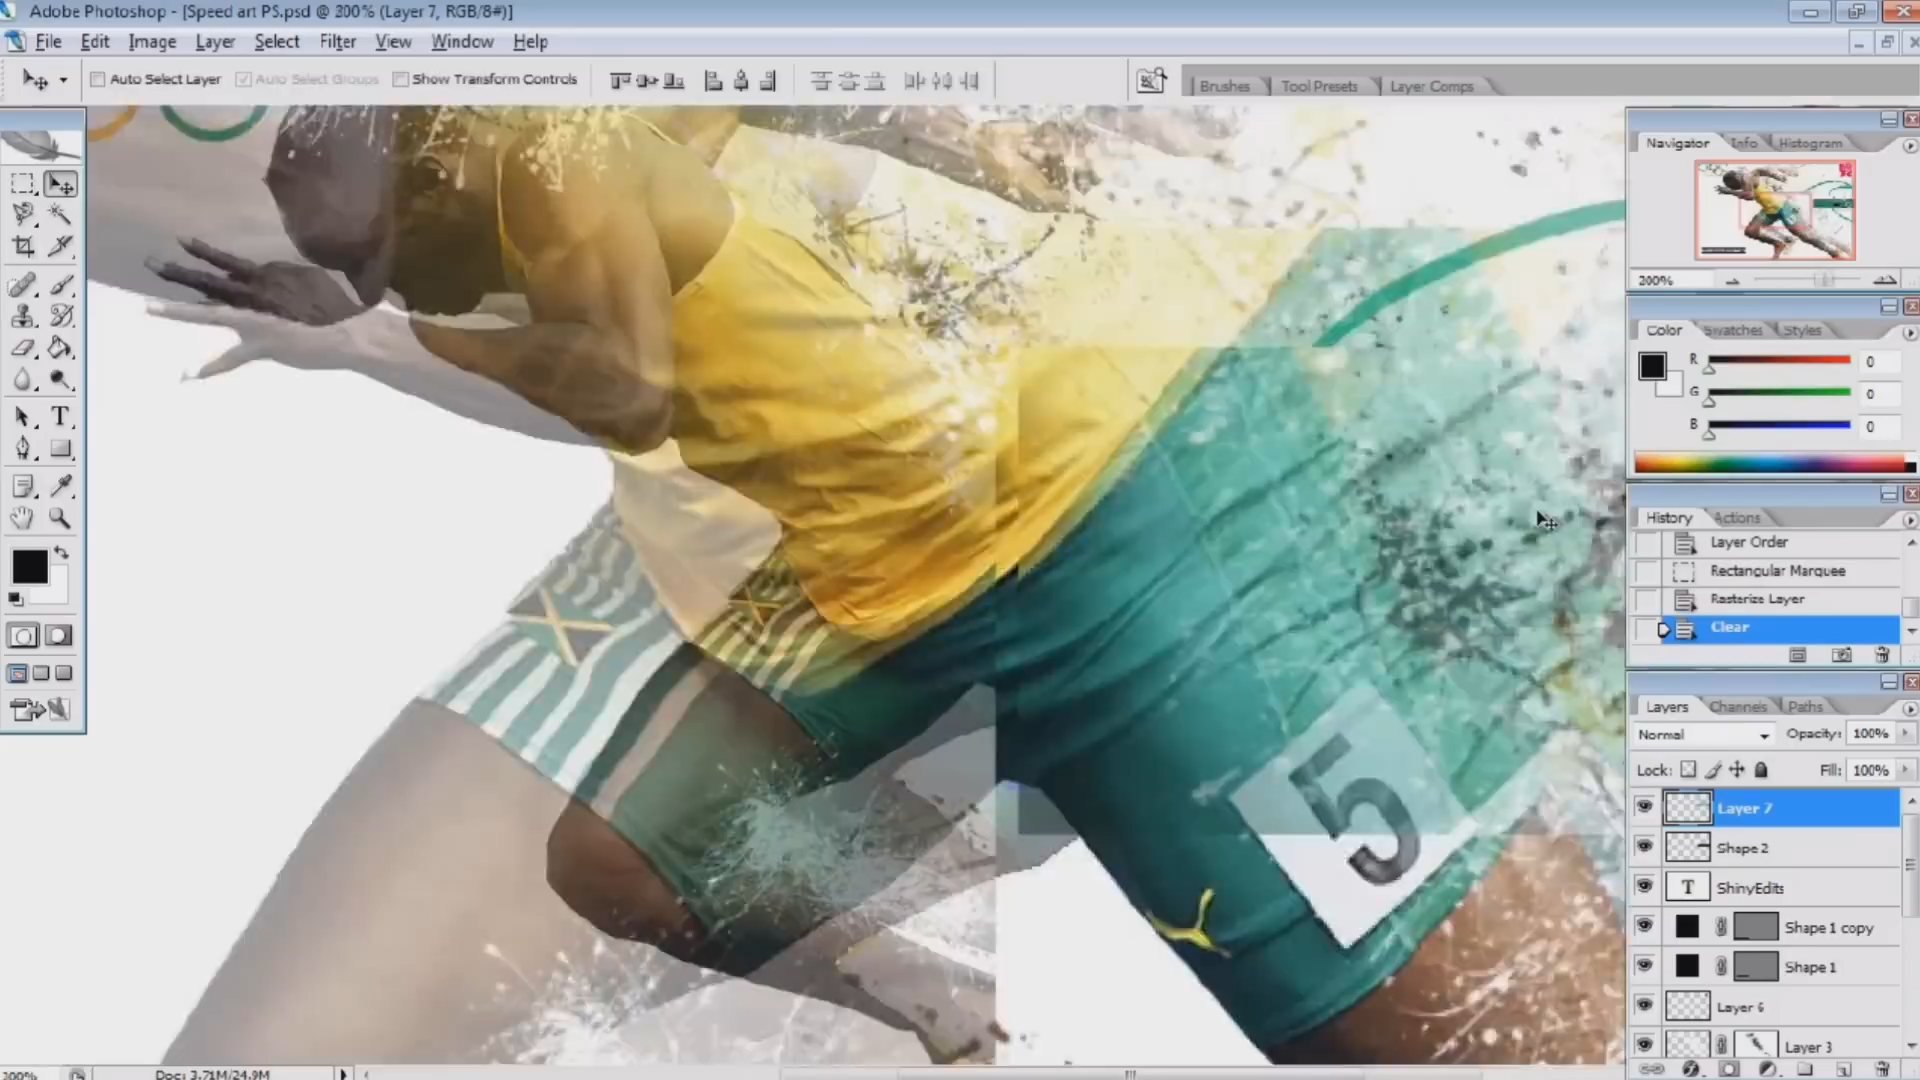 Adobe Photoshop - [Speed art PS.psd @ 200% (Layer 7, RGB/8#)]
File Edit Image Layer Select Filter View Window Help
Auto Select Layer Auto Select Groups Show Transform Controls
Brushes Tool Presets Layer Comps
Navigator Info Histogram
200%
Color Swatches Styles
R 0
G 0
B 0
History Actions
Layer Order
Rectangular Marquee
Rasterize Layer
Clear
Layers Channels Paths
Normal Opacity: 100%
Lock: Fill: 100%
Layer 7
Shape 2
T ShinyEdits
Shape 1 copy
Shape 1
Layer 6
Layer 3
5
200% Doc: 3.71M/24.9M